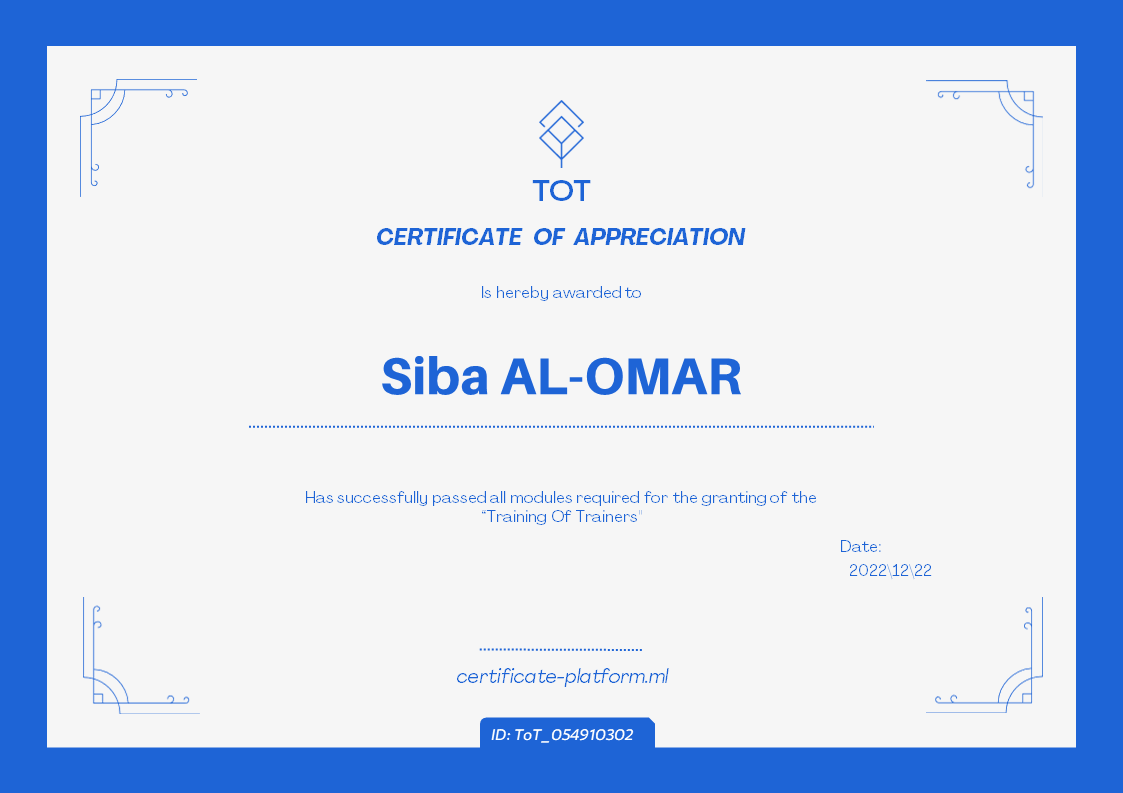 TOT
CERTIFICATE OF APPRECIATION
Is hereby awarded to
Siba AL-OMAR
Has successfully passed all modules required for the granting of the
“Training Of Trainers"
Date:
2022\12\22
certificate-platform.ml
ID: ToT_054910302